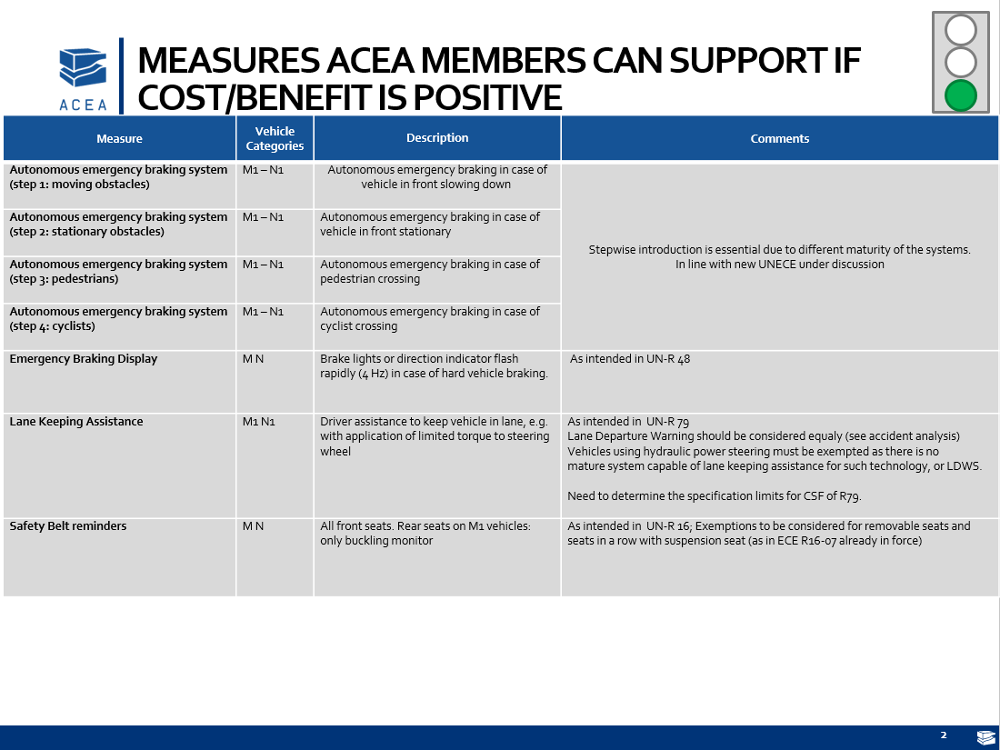 MEASURES ACEA MEMBERS CAN SUPPORT IF
COST/BENEFIT IS POSITIVE
ACEA
Measure
Vehicle
Categories
Description
Comments
Autonomous emergency braking system
(step 1: moving obstacles)
M1 – N1
Autonomous emergency braking in case of
vehicle in front slowing down
Stepwise introduction is essential due to different maturity of the systems.
In line with new UNECE under discussion
Autonomous emergency braking system
(step 2: stationary obstacles)
M1 – N1
Autonomous emergency braking in case of
vehicle in front stationary
Autonomous emergency braking system
(step 3: pedestrians)
M1 – N1
Autonomous emergency braking in case of
pedestrian crossing
Autonomous emergency braking system
(step 4: cyclists)
M1 – N1
Autonomous emergency braking in case of
cyclist crossing
Emergency Braking Display
M N
Brake lights or direction indicator flash
rapidly (4 Hz) in case of hard vehicle braking.
As intended in UN-R 48
Lane Keeping Assistance
M1 N1
Driver assistance to keep vehicle in lane, e.g.
with application of limited torque to steering
wheel
As intended in UN-R 79
Lane Departure Warning should be considered equaly (see accident analysis)
Vehicles using hydraulic power steering must be exempted as there is no
mature system capable of lane keeping assistance for such technology, or LDWS.
Need to determine the specification limits for CSF of R79.
Safety Belt reminders
M N
All front seats. Rear seats on M1 vehicles:
only buckling monitor
As intended in UN-R 16; Exemptions to be considered for removable seats and
seats in a row with suspension seat (as in ECE R16-07 already in force)
2